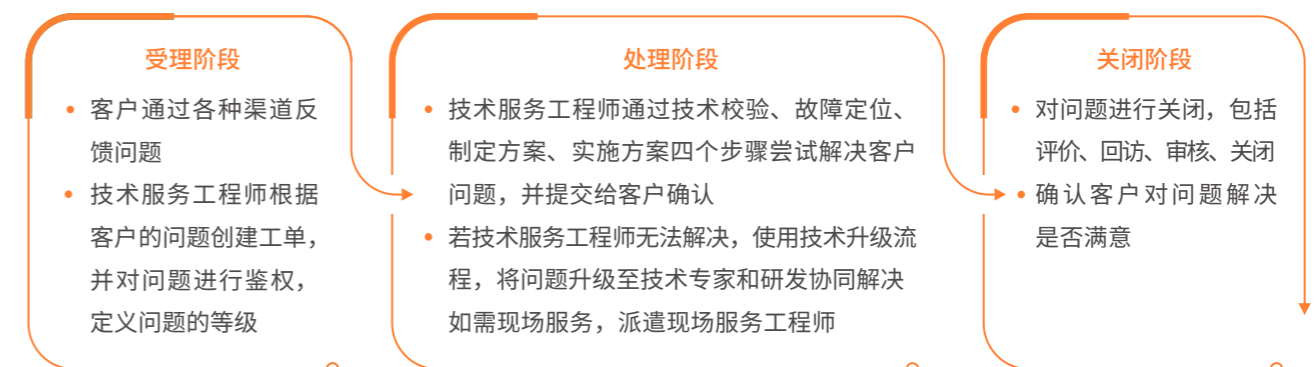 受理阶段
• 客户通过各种渠道反
馈问题
• 技术服务工程师根据
客户的问题创建工单，
并对问题进行鉴权，
定义问题的等级
处理阶段
• 技术服务工程师通过技术校验、故障定位、
制定方案、实施方案四个步骤尝试解决客户
问题，并提交给客户确认
• 若技术服务工程师无法解决，使用技术升级流
程，将问题升级至技术专家和研发协同解决
如需现场服务，派遣现场服务工程师
关闭阶段
• 对问题进行关闭，包括
评价、回访、审核、关闭
• 确认客户对问题解决
是否满意